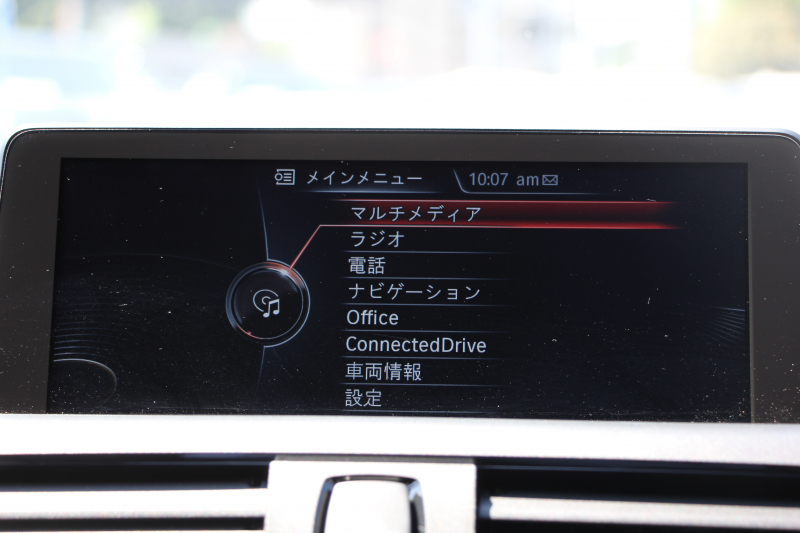 メインメニュー 10:07 am
マルチメディア
ラジオ
電話
ナビゲーション
Office
ConnectedDrive
車両情報
設定